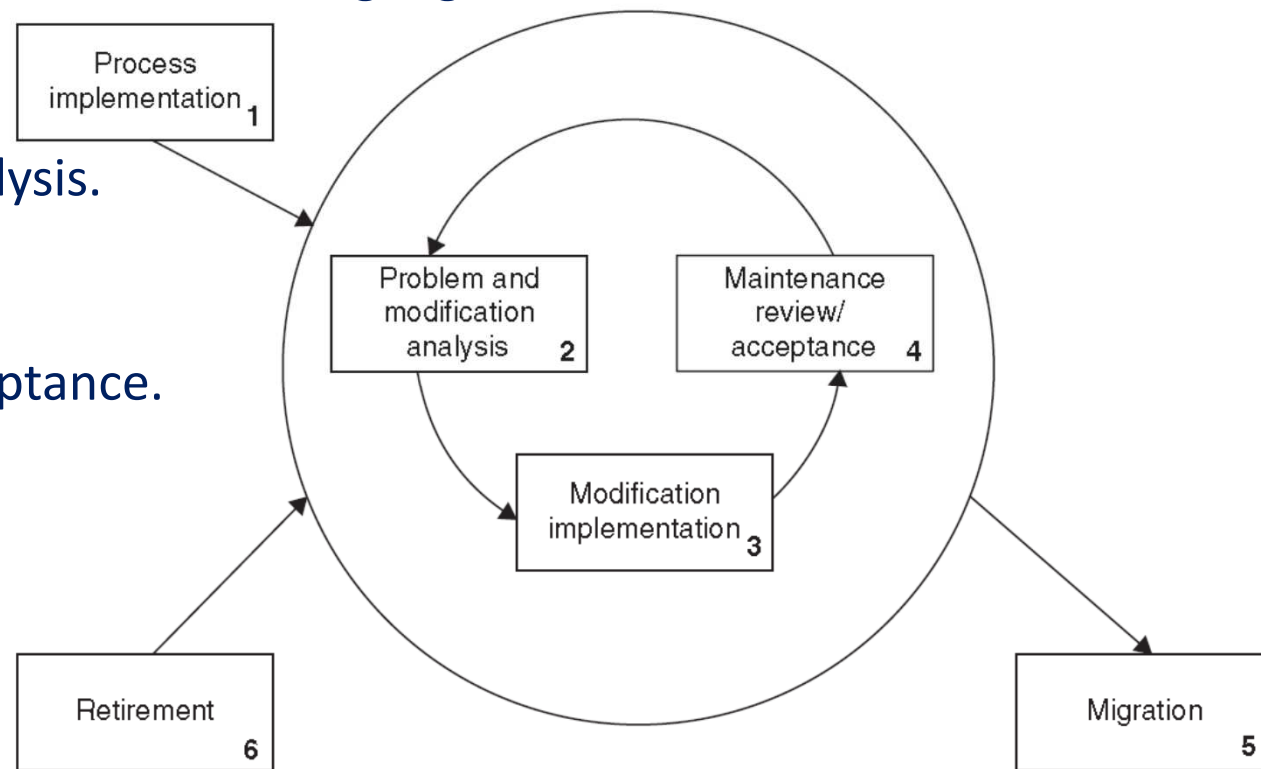 Process
implementation
1
lysis.
Problem and
modification
analysis 2
Maintenance
review/
acceptance 4
ptance.
Modification
implementation
3
Retirement
6
Migration
5